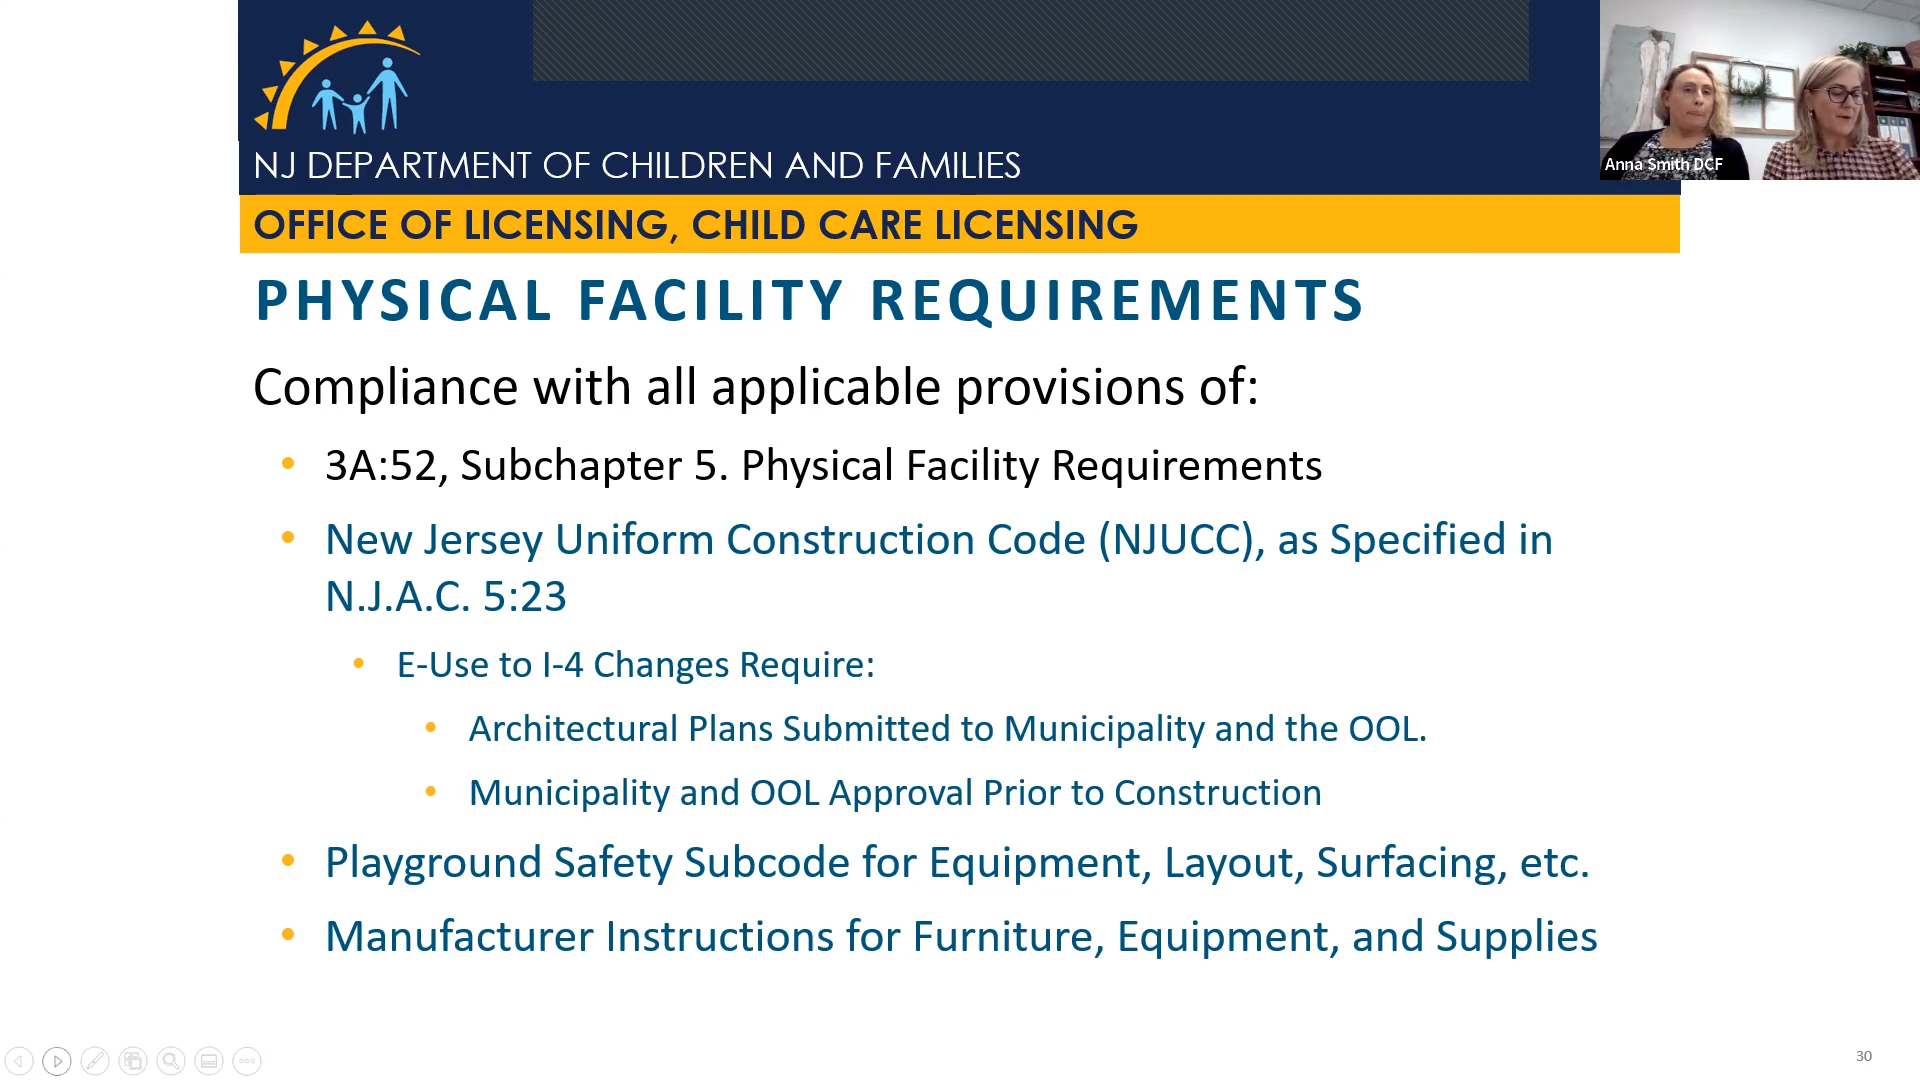 NJ DEPARTMENT OF CHILDREN AND FAMILIES
OFFICE OF LICENSING, CHILD CARE LICENSING
Anna Smith DCF
PHYSICAL FACILITY REQUIREMENTS
Compliance with all applicable provisions of:
• 3A:52, Subchapter 5. Physical Facility Requirements
• New Jersey Uniform Construction Code (NJUCC), as Specified in
N.J.A.C. 5:23
• E-Use to I-4 Changes Require:
• Architectural Plans Submitted to Municipality and the OOL.
• Municipality and OOL Approval Prior to Construction
• Playground Safety Subcode for Equipment, Layout, Surfacing, etc.
• Manufacturer Instructions for Furniture, Equipment, and Supplies
30